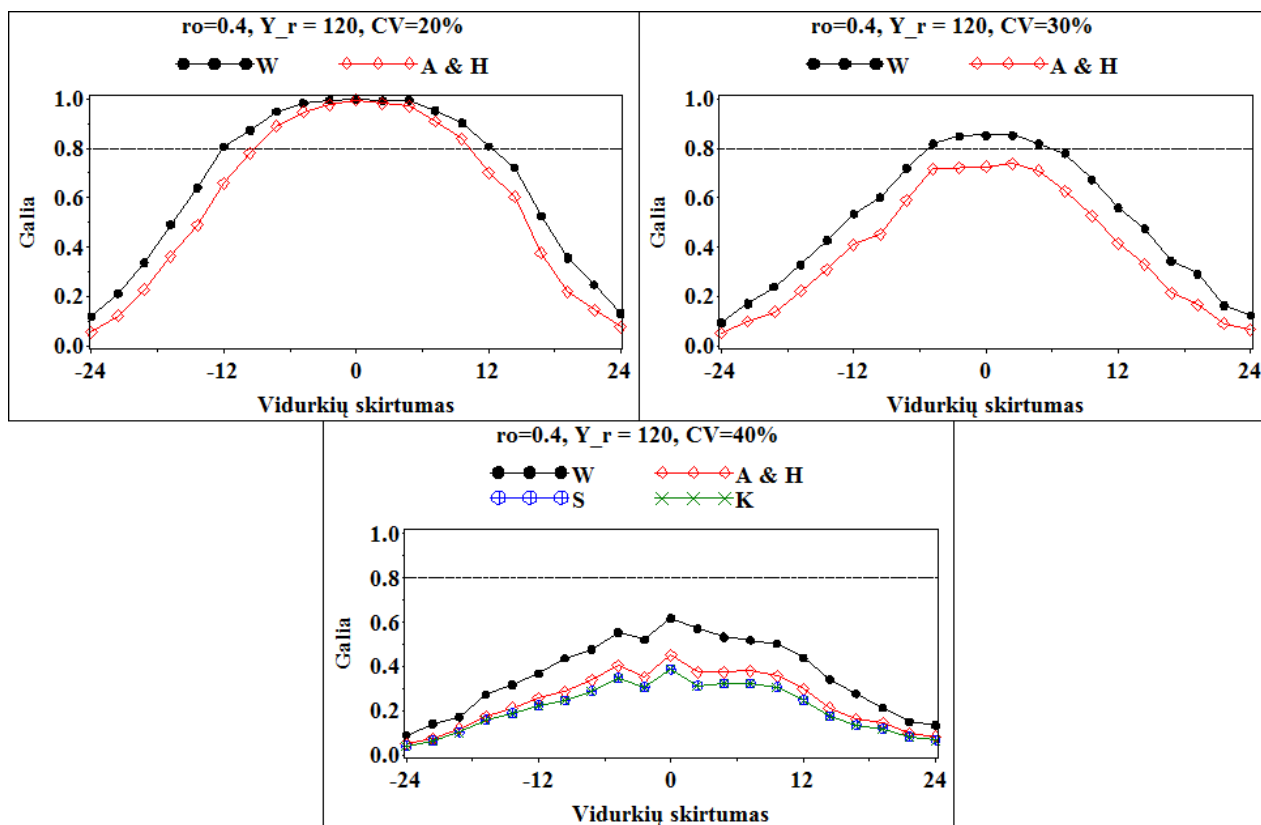 ro=0.4, Y_r = 120, CV=20%
W A & H
1.0
0.8
0.6
0.4
0.2
0.0
Galia
-24 -12 0 12 24
Vidurkių skirtumas
ro=0.4, Y_r = 120, CV=30%
W A & H
1.0
0.8
0.6
0.4
0.2
0.0
Galia
-24 -12 0 12 24
Vidurkių skirtumas
ro=0.4, Y_r = 120, CV=40%
W A & H
S K
1.0
0.8
0.6
0.4
0.2
0.0
Galia
-24 -12 0 12 24
Vidurkių skirtumas